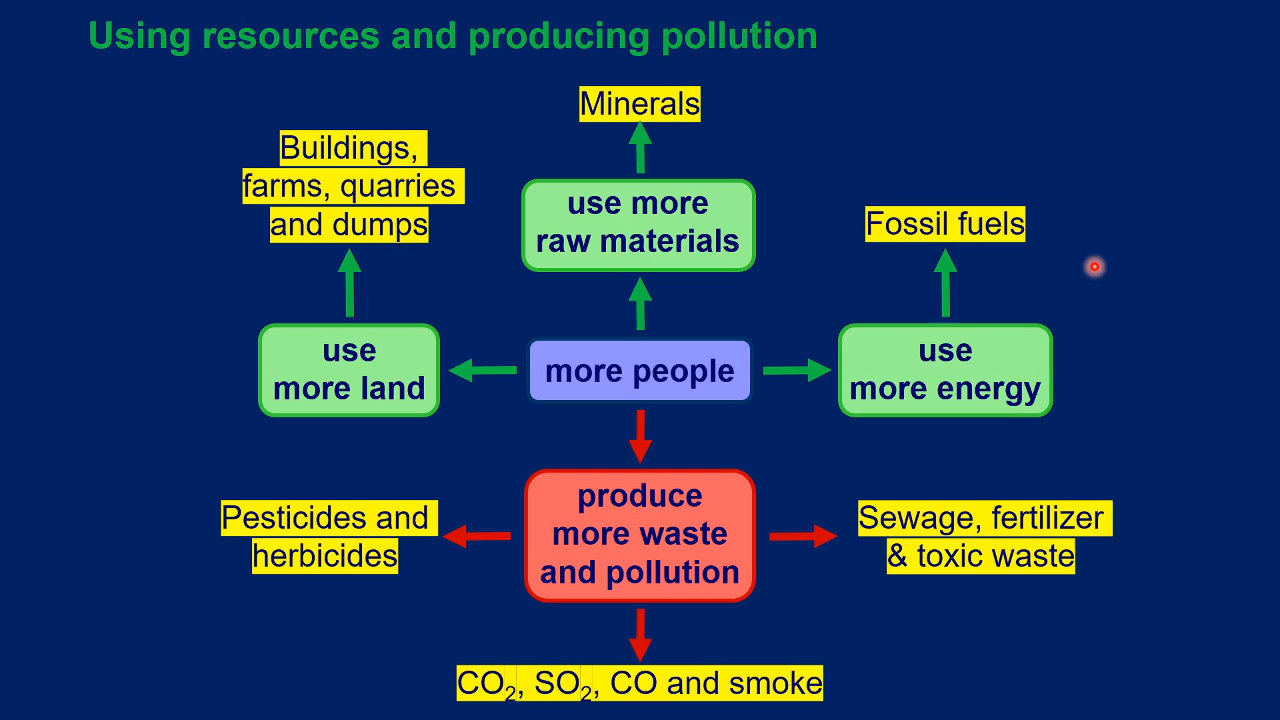 Using resources and producing pollution
Minerals
Buildings,
farms, quarries
and dumps
use more
raw materials
Fossil fuels
use
more land
more people
use
more energy
produce
more waste
and pollution
Pesticides and
herbicides
Sewage, fertilizer
& toxic waste
CO₂, SO₂, CO and smoke